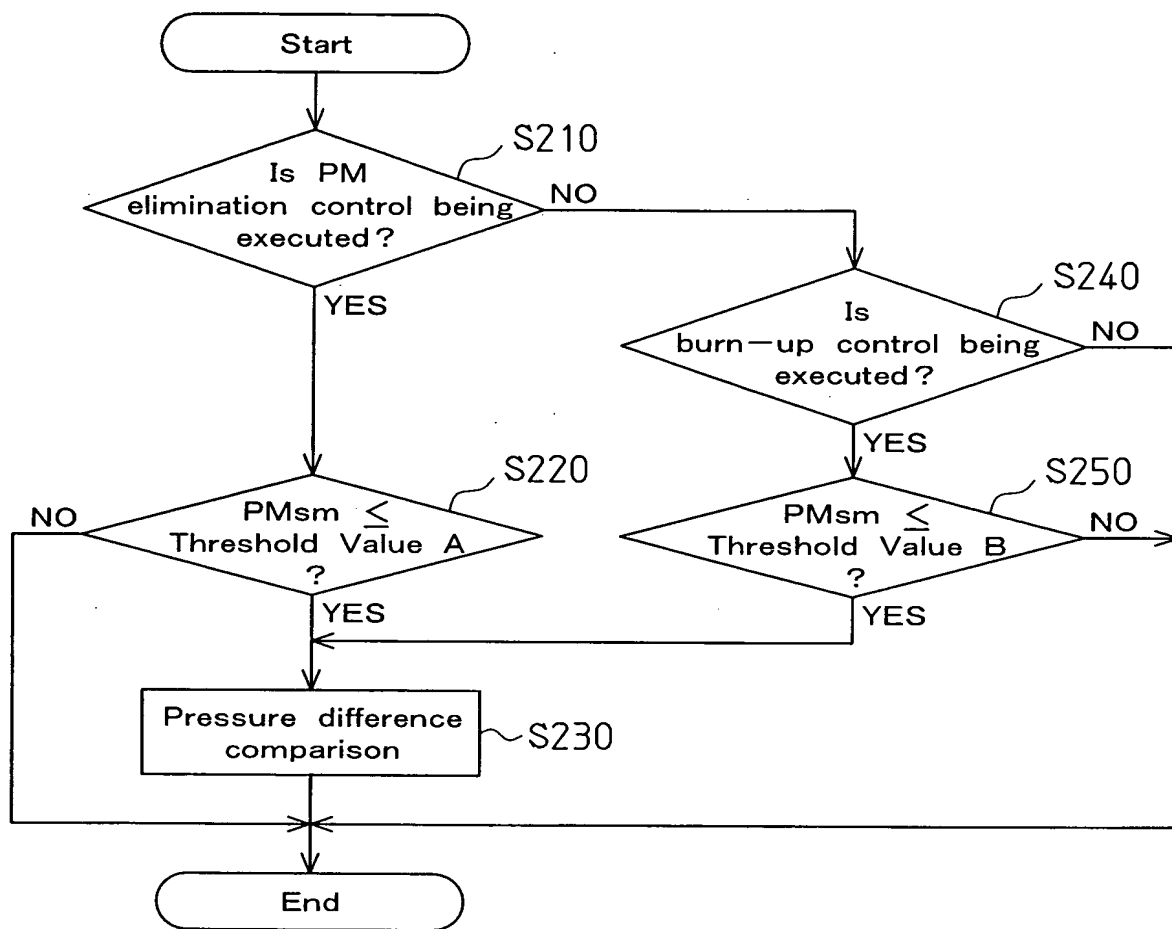 Start
S210
Is PM
elimination control being
executed?
NO
YES
S240
Is
burn-up control being
executed?
NO
YES
S220
PMsm ≤
Threshold Value A
?
NO
YES
S250
PMsm ≤
Threshold Value B
?
NO
YES
Pressure difference
comparison
S230
End